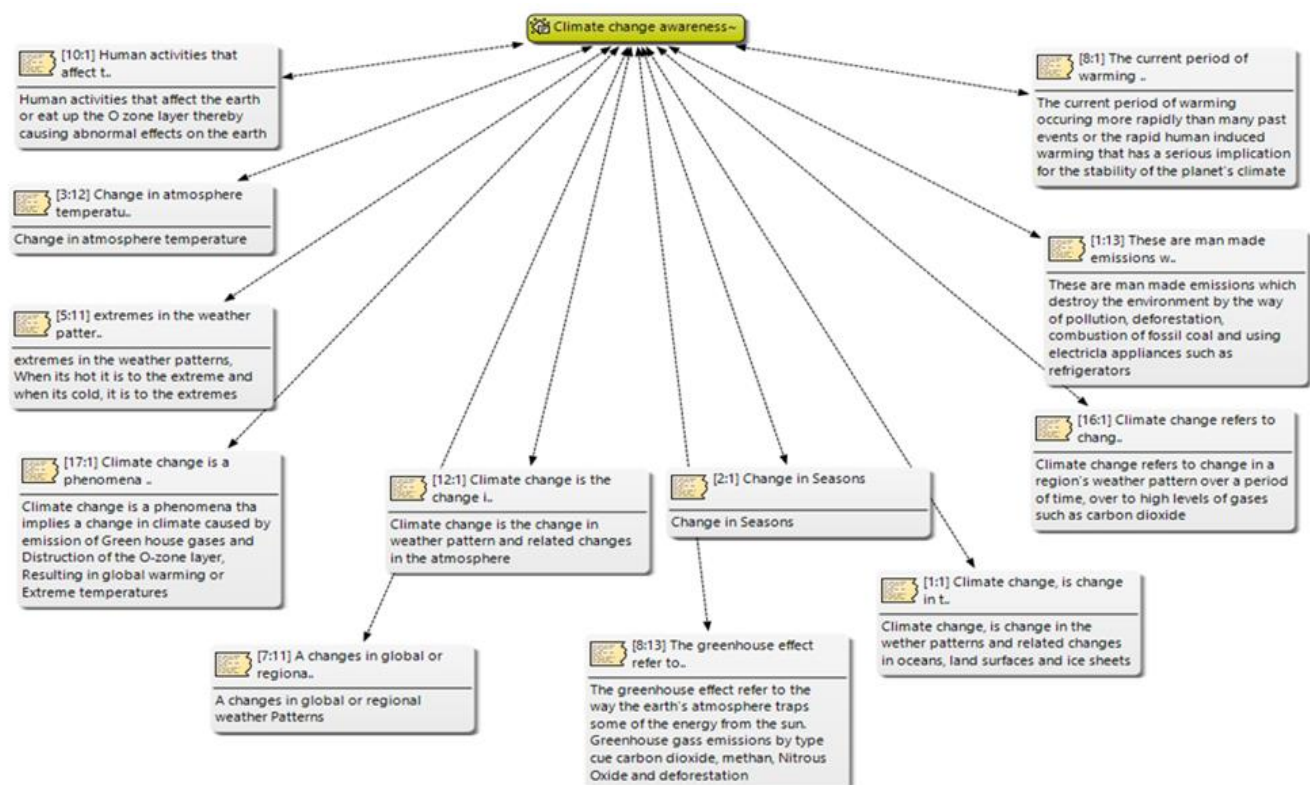 Climate change awareness~
[10:1] Human activities that
affect t..
Human activities that affect the earth
or eat up the O zone layer thereby
causing abnormal effects on the earth
[8:1] The current period of
warming ..
The current period of warming
occuring more rapidly than many past
events or the rapid human induced
warming that has a serious implication
for the stability of the planet's climate
[3:12] Change in atmosphere
temperatu..
Change in atmosphere temperature
[1:13] These are man made
emissions w..
These are man made emissions which
destroy the environment by the way
of pollution, deforestation,
combustion of fossil coal and using
electricla appliances such as
refrigerators
[5:11] extremes in the weather
patter..
extremes in the weather patterns,
When its hot it is to the extreme and
when its cold, it is to the extremes
[16:1] Climate change refers to
chang..
Climate change refers to change in a
region's weather pattern over a period
of time, over to high levels of gases
such as carbon dioxide
[17:1] Climate change is a
phenomena ..
Climate change is a phenomena tha
implies a change in climate caused by
emission of Green house gases and
Distruction of the O-zone layer,
Resulting in global warming or
Extreme temperatures
[12:1] Climate change is the
change i..
Climate change is the change in
weather pattern and related changes
in the atmosphere
[2:1] Change in Seasons
Change in Seasons
[1:1] Climate change, is change
in t..
Climate change, is change in the
wether patterns and related changes
in oceans, land surfaces and ice sheets
[7:11] A changes in global or
regiona..
A changes in global or regional
weather Patterns
[8:13] The greenhouse effect
refer to..
The greenhouse effect refer to the
way the earth's atmosphere traps
some of the energy from the sun.
Greenhouse gass emissions by type
cue carbon dioxide, methan, Nitrous
Oxide and deforestation